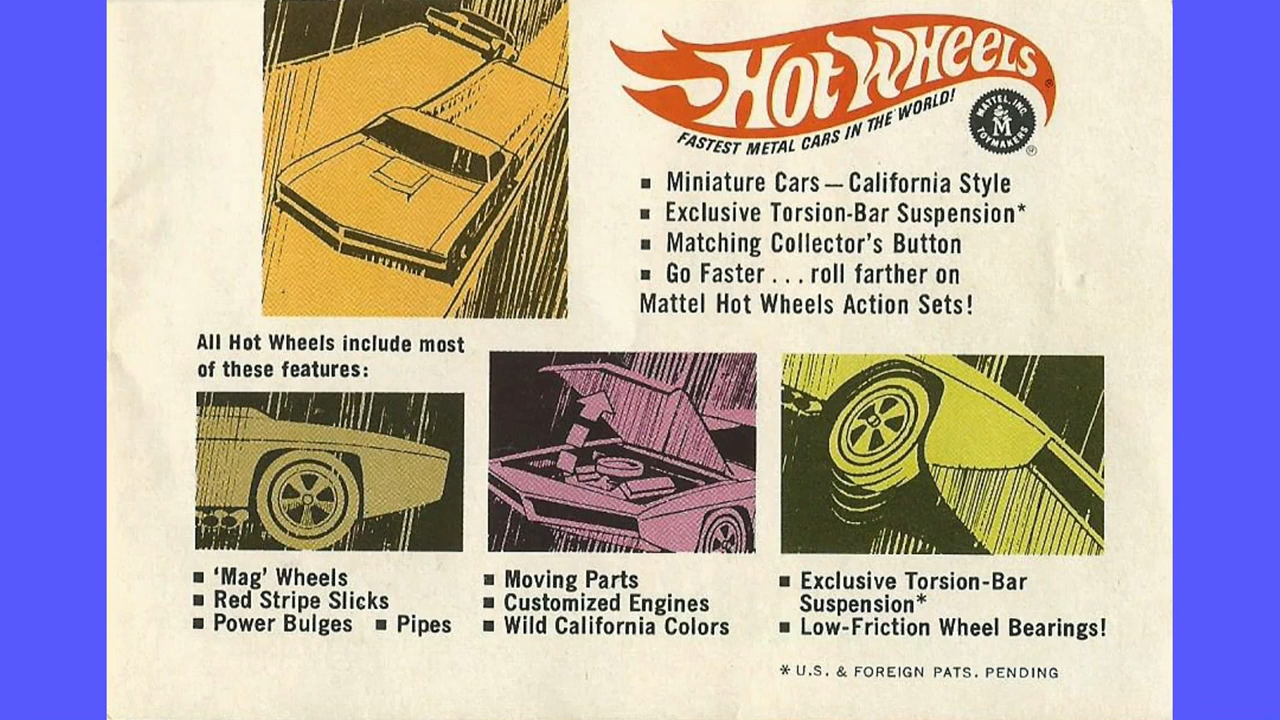 HOT WHEELS®
FASTEST METAL CARS IN THE WORLD!
MATTEL, INC.
M
TOYMAKERS
®
▪ Miniature Cars — California Style
▪ Exclusive Torsion-Bar Suspension*
▪ Matching Collector's Button
▪ Go Faster . . . roll farther on
Mattel Hot Wheels Action Sets!
All Hot Wheels include most
of these features:
▪ 'Mag' Wheels
▪ Red Stripe Slicks
▪ Power Bulges ▪ Pipes
▪ Moving Parts
▪ Customized Engines
▪ Wild California Colors
▪ Exclusive Torsion-Bar
Suspension*
▪ Low-Friction Wheel Bearings!
* U.S. & FOREIGN PATS. PENDING